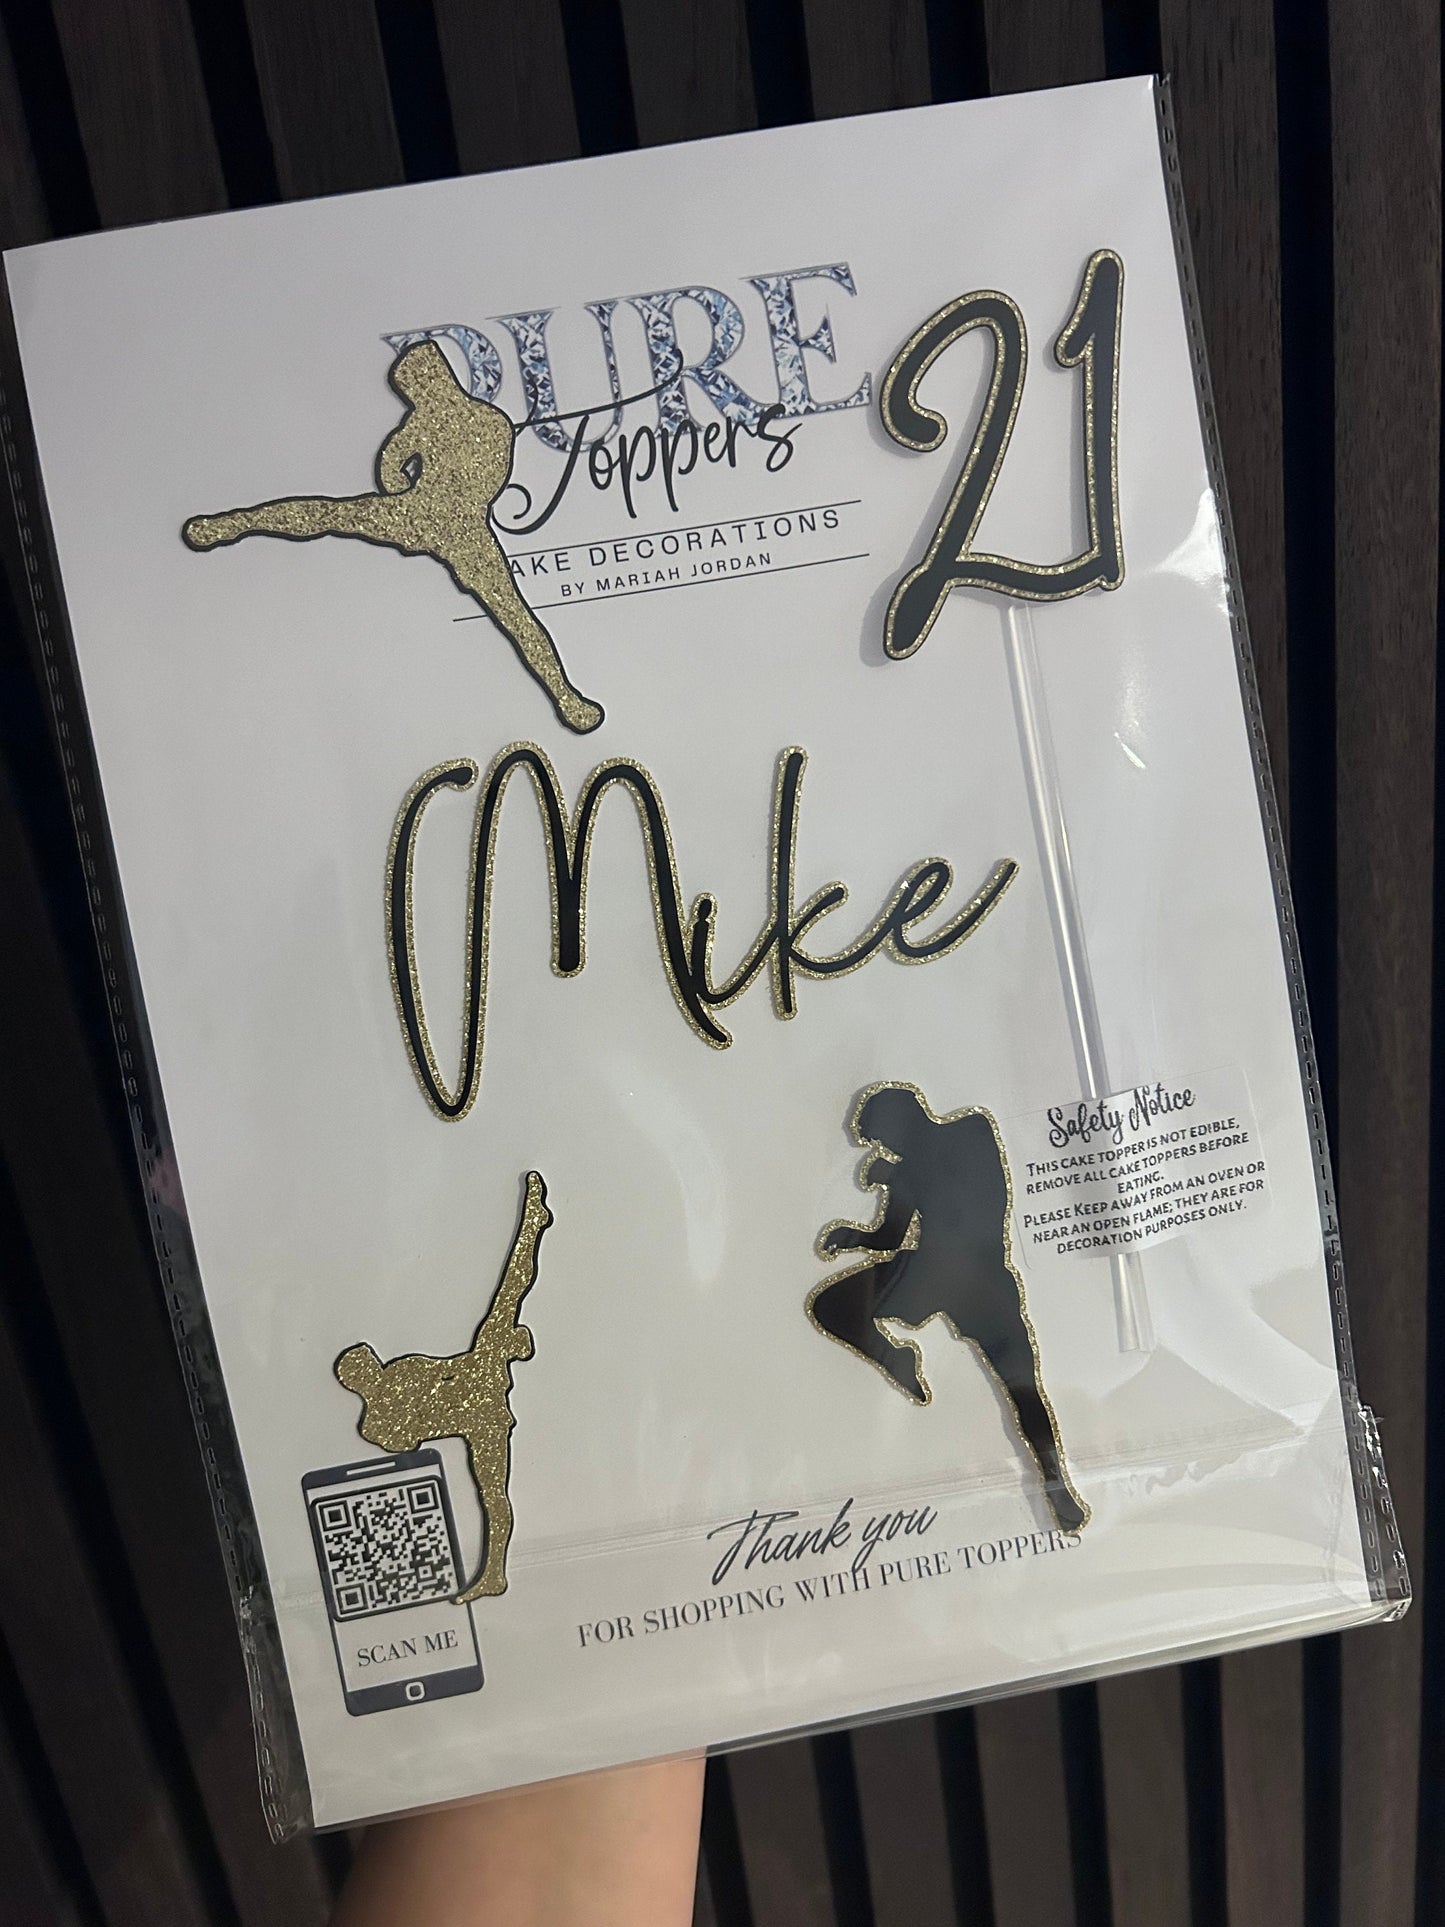 PURE
Toppers
21
AKE DECORATIONS
BY MARIAH JORDAN
Mike
Safety Notice
THIS CAKE TOPPER IS NOT EDIBLE,
REMOVE ALL CAKE TOPPERS BEFORE
EATING.
PLEASE KEEP AWAY FROM AN OVEN OR
NEAR AN OPEN FLAME; THEY ARE FOR
DECORATION PURPOSES ONLY.
Thank you
FOR SHOPPING WITH PURE TOPPERS
SCAN ME